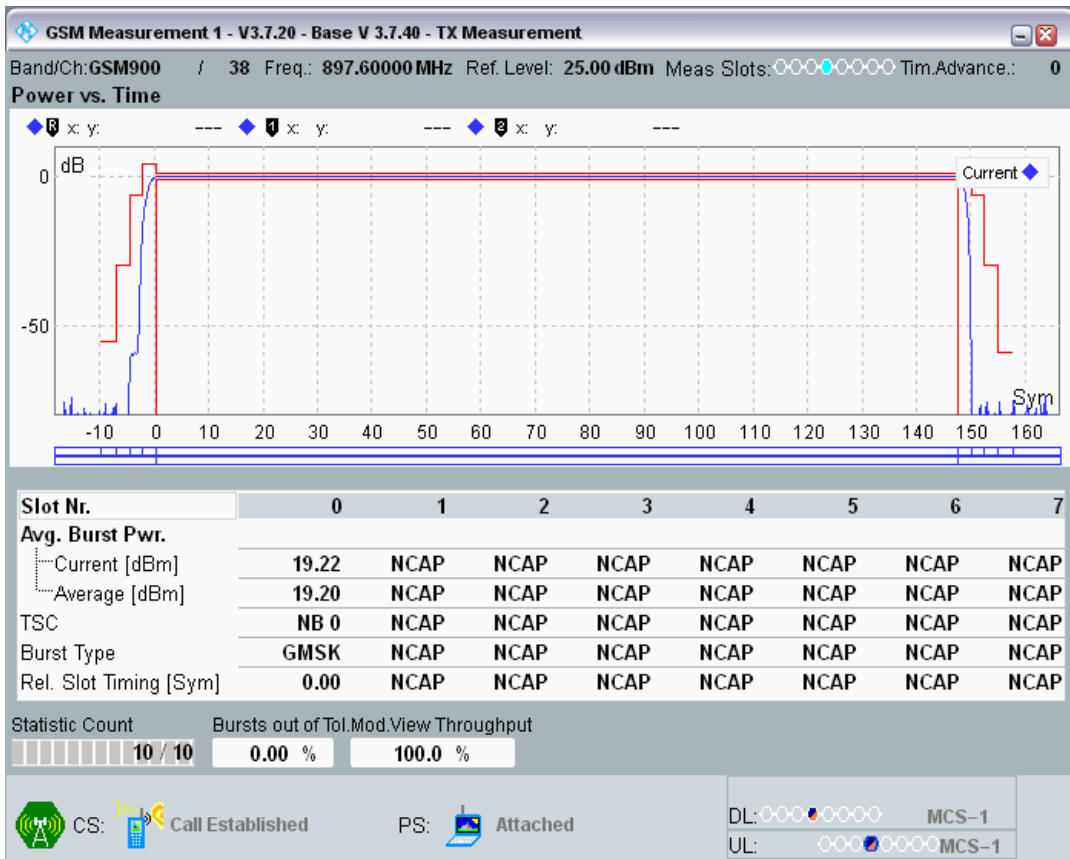 GSM Measurement 1 - V3.7.20 - Base V 3.7.40 - TX Measurement
Band/Ch:GSM900 / 38 Freq.: 897.60000 MHz Ref. Level: 25.00 dBm Meas Slots: Tim.Advance.: 0
Power vs. Time
R x: y: --- 1 x: y: --- 2 x: y: ---
dB
Current
0
-50
Sym
-10 0 10 20 30 40 50 60 70 80 90 100 110 120 130 140 150 160
Slot Nr. 0 1 2 3 4 5 6 7
Avg. Burst Pwr.
Current [dBm] 19.22 NCAP NCAP NCAP NCAP NCAP NCAP NCAP
Average [dBm] 19.20 NCAP NCAP NCAP NCAP NCAP NCAP NCAP
TSC NB 0 NCAP NCAP NCAP NCAP NCAP NCAP NCAP
Burst Type GMSK NCAP NCAP NCAP NCAP NCAP NCAP NCAP
Rel. Slot Timing [Sym] 0.00 NCAP NCAP NCAP NCAP NCAP NCAP NCAP
Statistic Count Bursts out of Tol.Mod.View Throughput
10 / 10 0.00 % 100.0 %
CS: Call Established PS: Attached
DL: MCS-1
UL: MCS-1